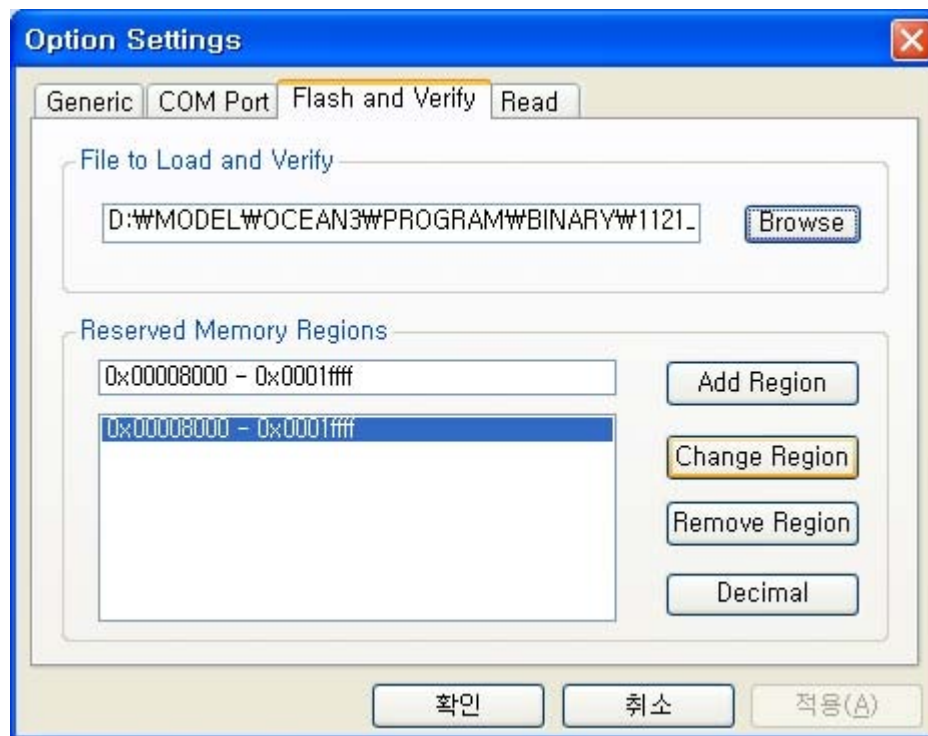 Option Settings
Generic COM Port Flash and Verify Read
File to Load and Verify
D:₩MODEL₩OCEAN3₩PROGRAM₩BINARY₩1121_ Browse
Reserved Memory Regions
0x00008000 - 0x0001ffff Add Region
0x00008000 - 0x0001ffff
Change Region
Remove Region
Decimal
확인 취소 적용(A)